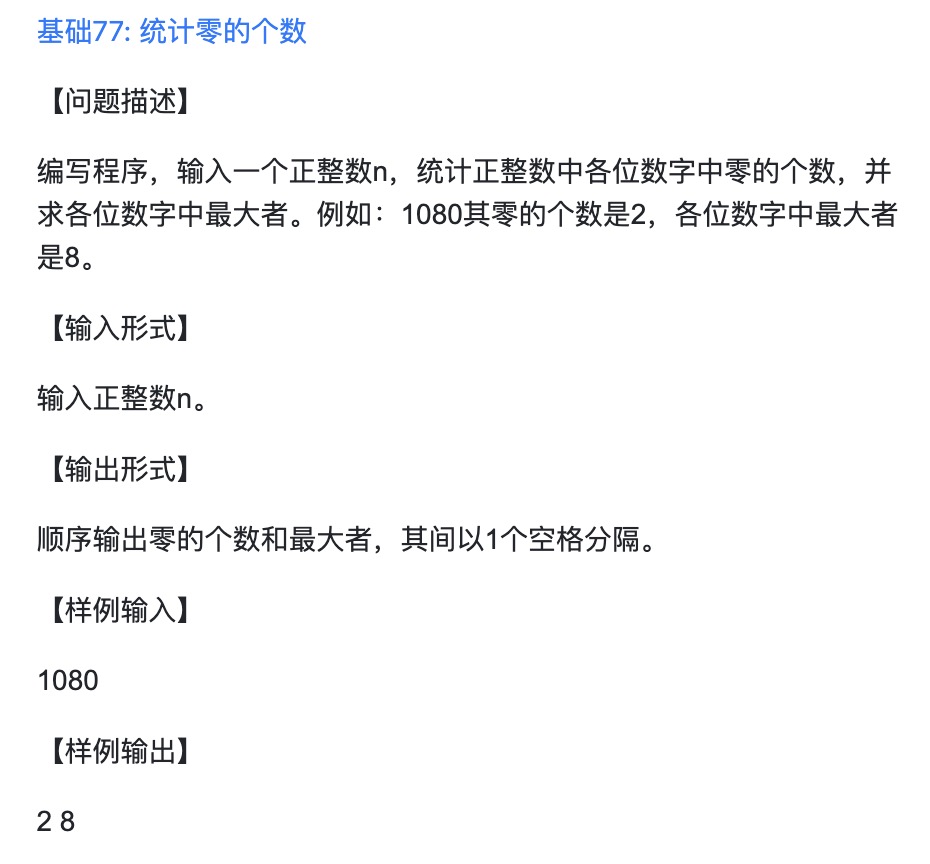 基础77: 统计零的个数
【问题描述】
编写程序，输入一个正整数n，统计正整数中各位数字中零的个数，并
求各位数字中最大者。例如：1080其零的个数是2，各位数字中最大者
是8。
【输入形式】
输入正整数n。
【输出形式】
顺序输出零的个数和最大者，其间以1个空格分隔。
【样例输入】
1080
【样例输出】
2 8